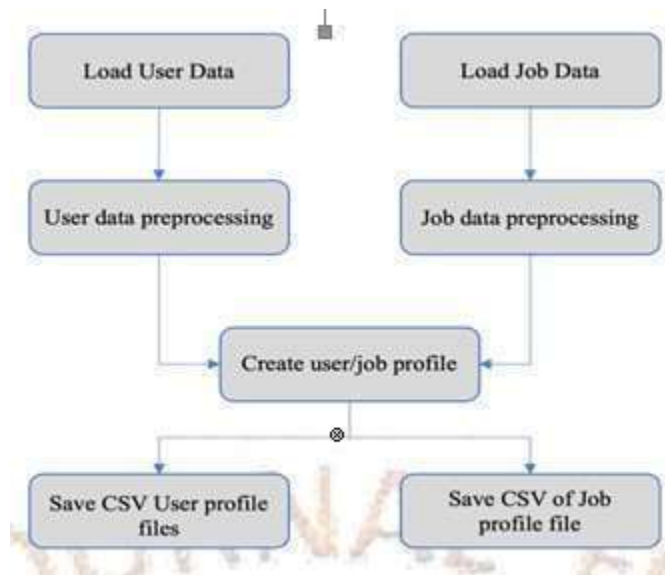 Load User Data
Load Job Data
User data preprocessing
Job data preprocessing
Create user/job profile
Save CSV User profile
files
Save CSV of Job
profile file